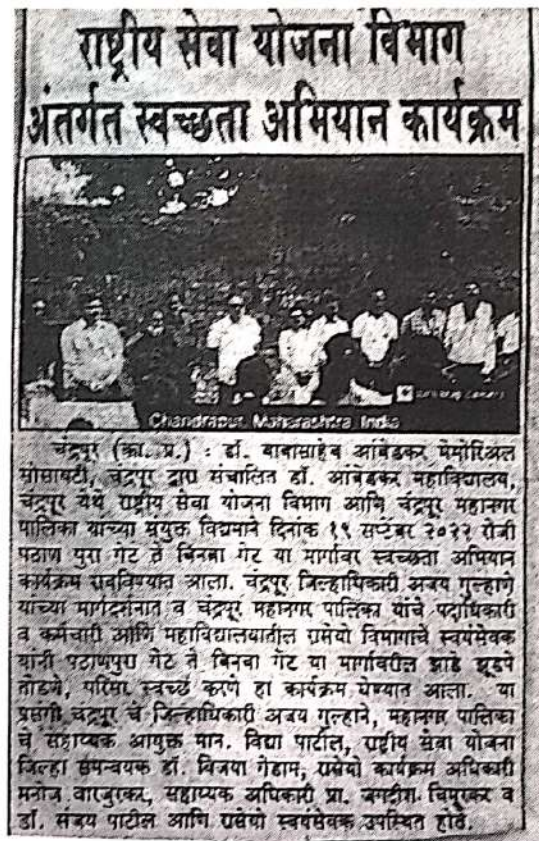 राष्ट्रीय सेवा योजना विभाग
अंतर्गत स्वच्छता अभियान कार्यक्रम
Chandrapur, Maharashtra, India
चंद्रपूर (का. प्र.) : डॉ. बाबासाहेब आंबेडकर मेमोरिअल
सोसायटी, चंद्रपूर द्वारा संचालित डॉ. आंबेडकर महाविद्यालय,
चंद्रपूर येथे राष्ट्रीय सेवा योजना विभाग आणि चंद्रपूर महानगर
पालिका यांच्या संयुक्त विद्यमाने दिनांक १९ सप्टेंबर २०२२ रोजी
पठाण पुरा गेट ते बिनबा गेट या मार्गावर स्वच्छता अभियान
कार्यक्रम राबविण्यात आला. चंद्रपूर जिल्हाधिकारी अजय गुल्हाणे
यांच्या मार्गदर्शनात व चंद्रपूर महानगर पालिका यांचे पदाधिकारी
व कर्मचारी आणि महाविद्यालयातील रासेयो विभागाचे स्वयंसेवक
यांनी पठाणपुरा गेट ते बिनबा गेट या मार्गावरील झाडे झूडपे
तोडणे, परिसर स्वच्छ करणे हा कार्यक्रम घेण्यात आला. या
प्रसंगी चंद्रपूर चे जिल्हाधिकारी अजय गुल्हाने, महानगर पालिका
चे सहाय्यक आयुक्त मान. विद्या पाटील, राष्ट्रीय सेवा योजना
जिल्हा समन्वयक डॉ. विजया गेडाम, रासेयो कार्यक्रम अधिकारी
मनोज वारजुरकर, सहाय्यक अधिकारी प्रा. जगदीश चिमुरकर व
डॉ. संजय पाटील आणि रासेयो स्वयंसेवक उपस्थित होते.